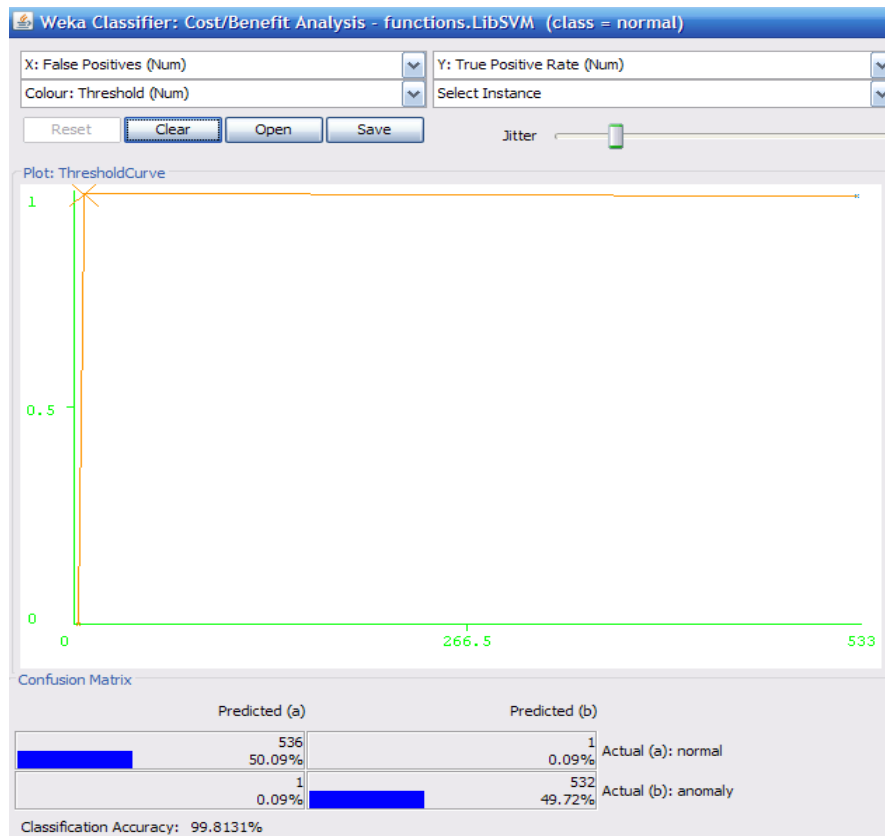 Weka Classifier: Cost/Benefit Analysis - functions.LibSVM (class = normal)
X: False Positives (Num)
Y: True Positive Rate (Num)
Colour: Threshold (Num)
Select Instance
Reset
Clear
Open
Save
Jitter
Plot: ThresholdCurve
1
0.5
0
0
266.5
533
Confusion Matrix
Predicted (a)
Predicted (b)
536
50.09%
1
0.09%
Actual (a): normal
1
0.09%
532
49.72%
Actual (b): anomaly
Classification Accuracy: 99.8131%